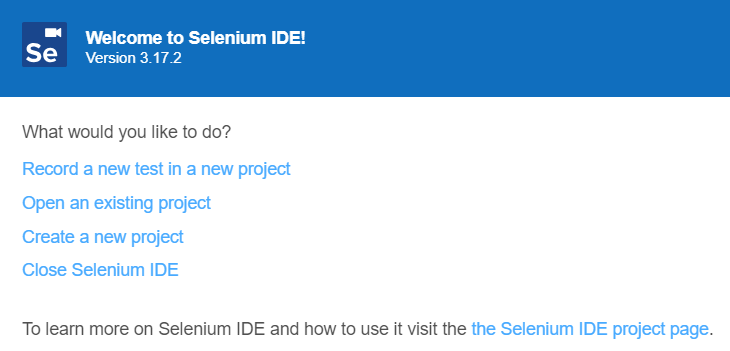 Se
Welcome to Selenium IDE!
Version 3.17.2
What would you like to do?
Record a new test in a new project
Open an existing project
Create a new project
Close Selenium IDE
To learn more on Selenium IDE and how to use it visit the the Selenium IDE project page.